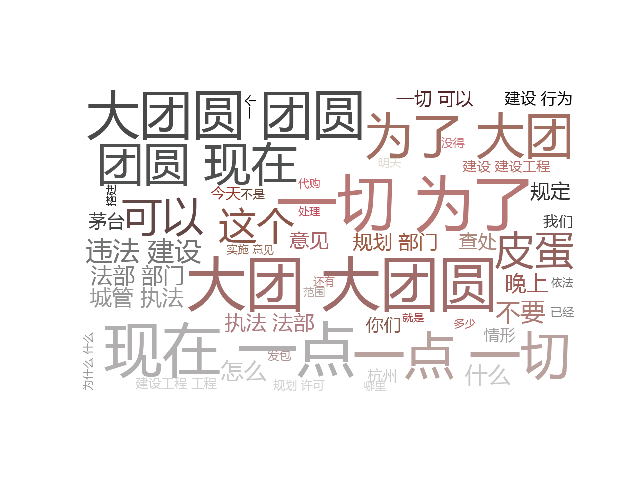 大团圆 团圆
一个
一切 可以
建设 行为
为了 大团
没得
明天
团圆 现在
建设 建设工程
代购
今天 不是
一切 为了
规定
茅台 可以
这个
处理
我们
违法 建设
实施 意见
意见
规划 部门
查处
皮蛋
法部 部门
大团 大团圆
还有
范围
晚上
依法
城管 执法
执法 法部
你们 就是
多少
不要
已经
情形
为什么 什么
现在 一点
一点 一切
发包
怎么
建设工程 工程
规划 许可
杭州
哪里
什么